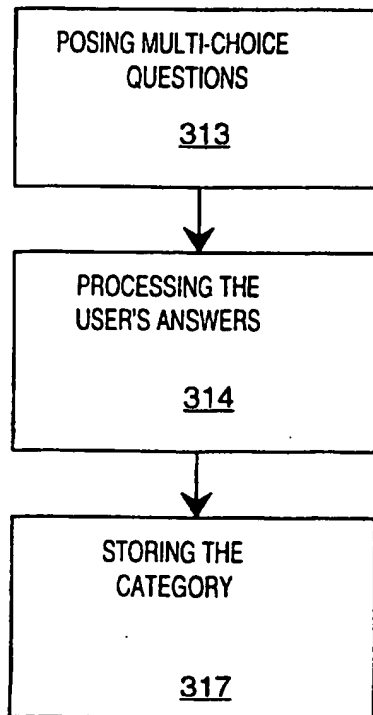 POSING MULTI-CHOICE
QUESTIONS
313
PROCESSING THE
USER'S ANSWERS
314
STORING THE
CATEGORY
317